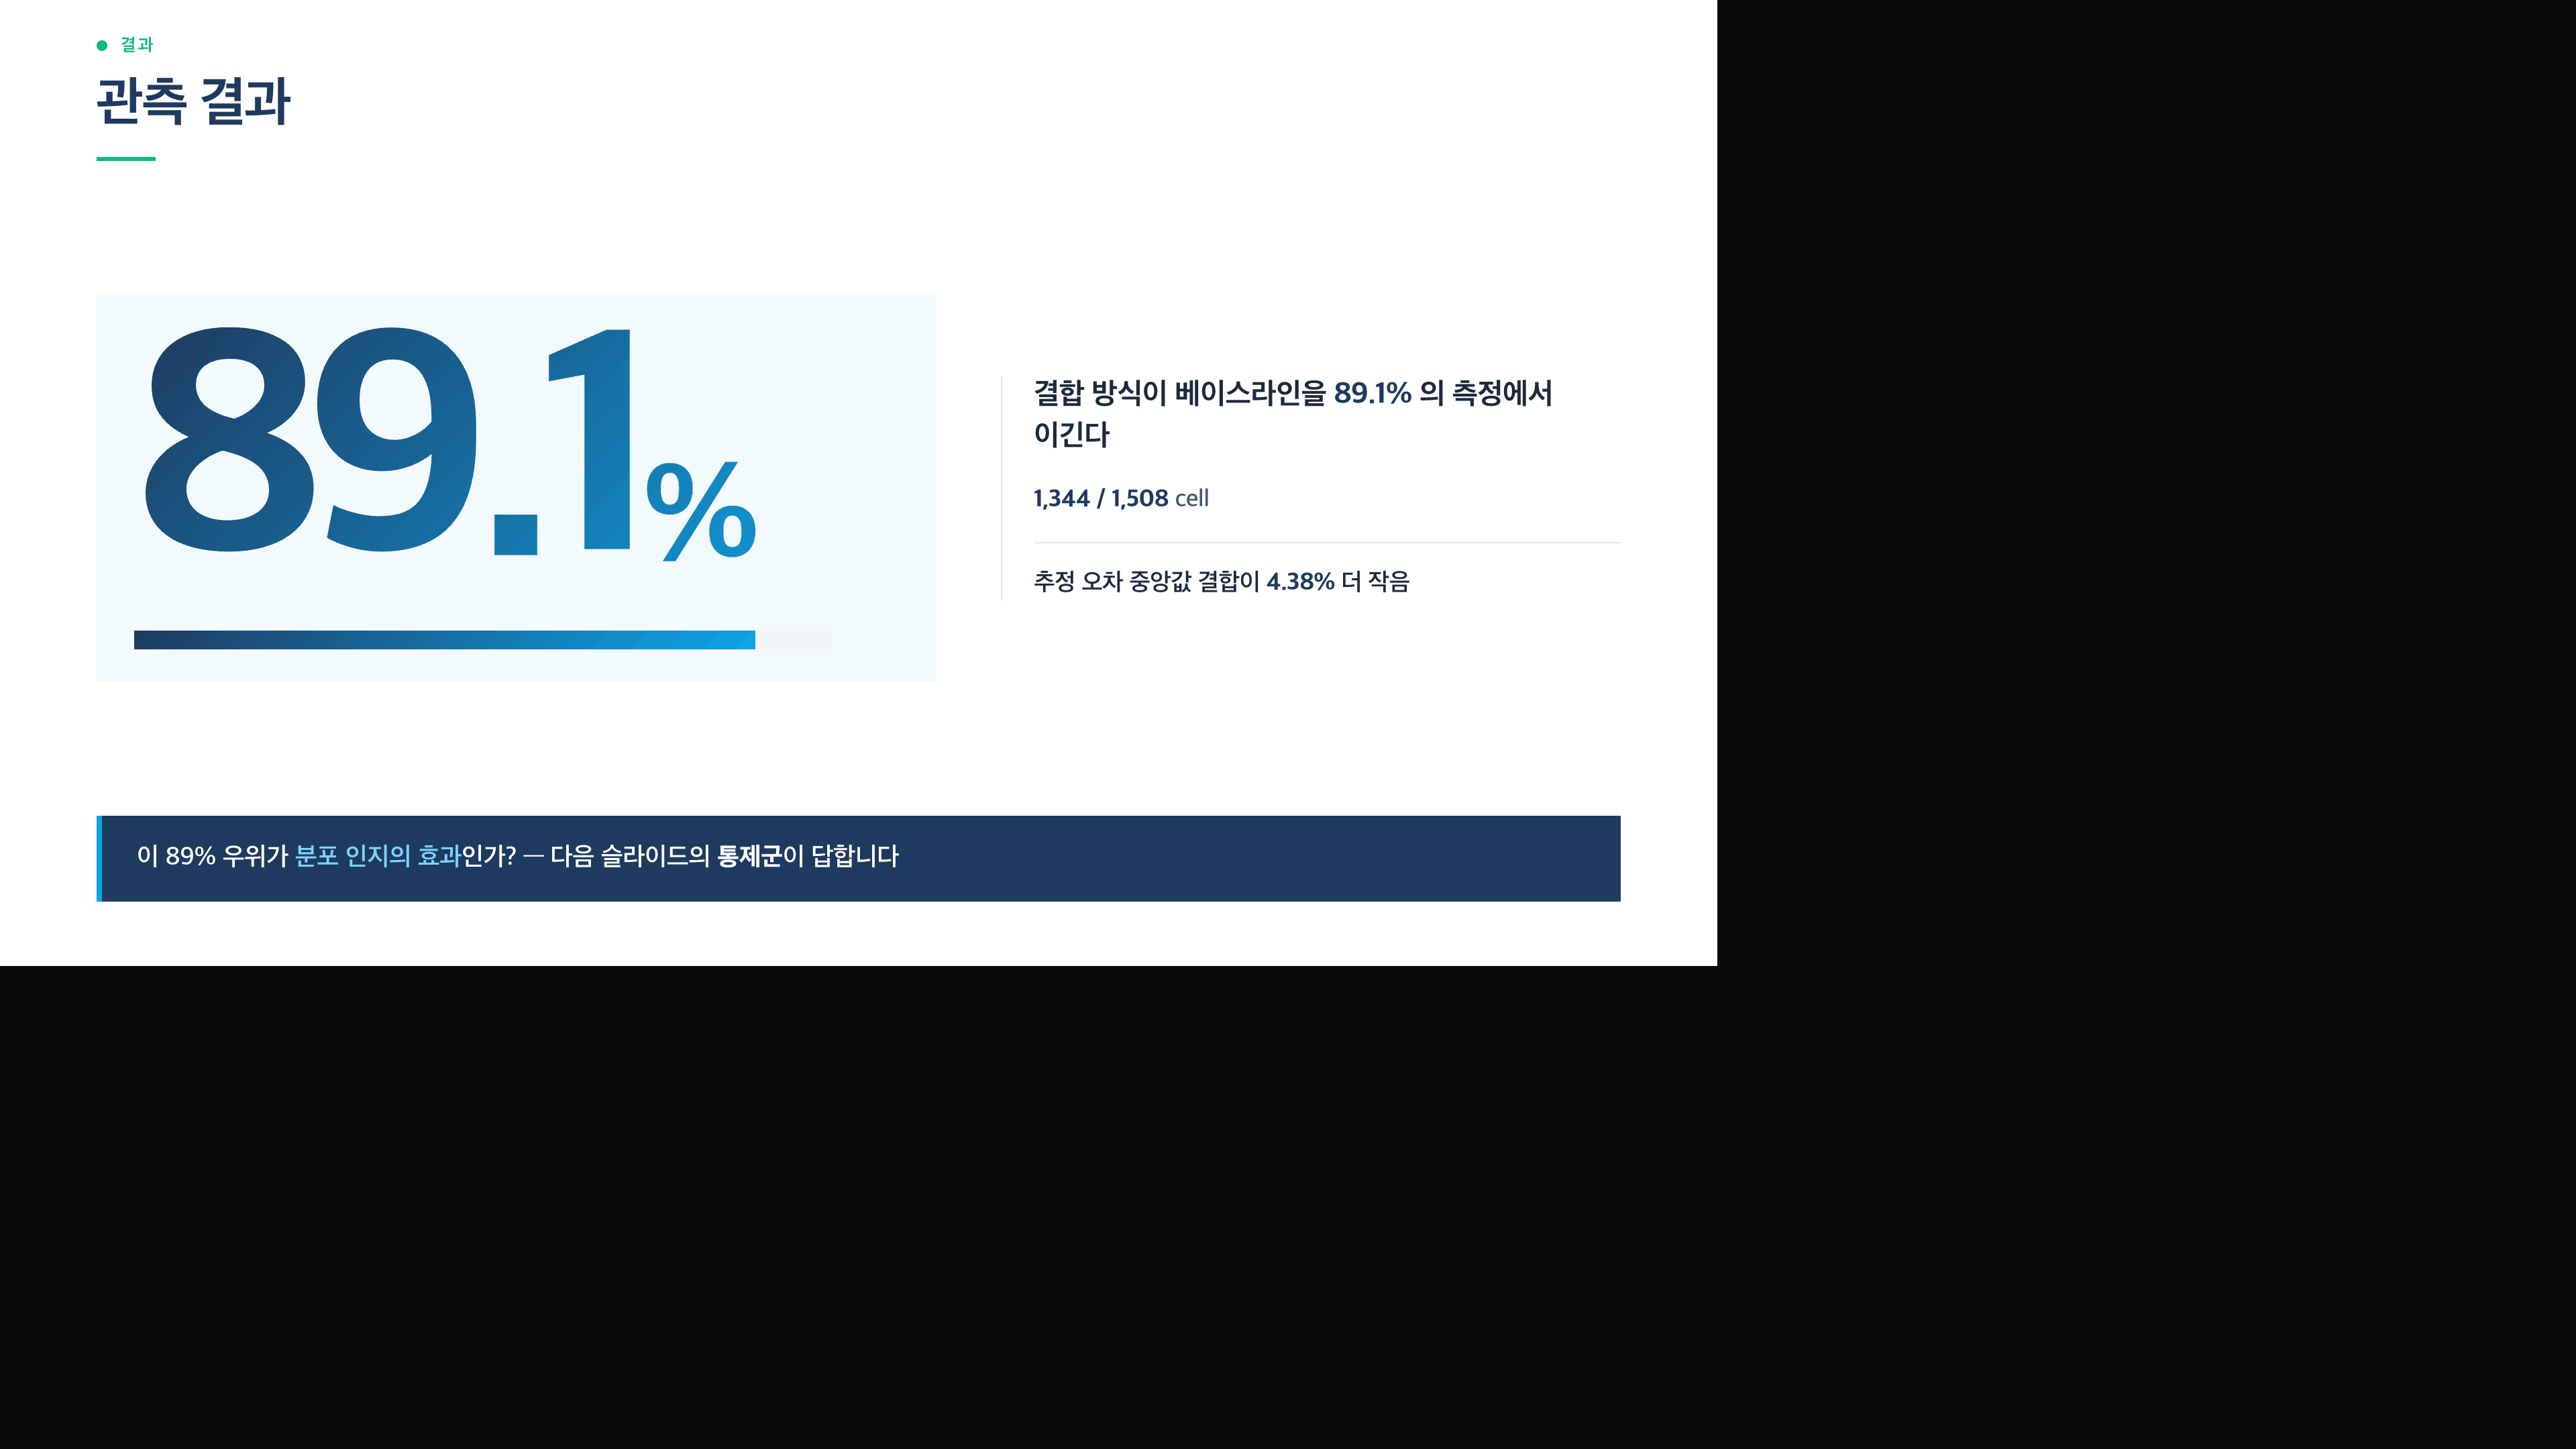 결과
관측 결과
89.1%
결합 방식이 베이스라인을 89.1% 의 측정에서
이긴다
1,344 / 1,508 cell
추정 오차 중앙값 결합이 4.38% 더 작음
이 89% 우위가 분포 인지의 효과인가? — 다음 슬라이드의 통제군이 답합니다